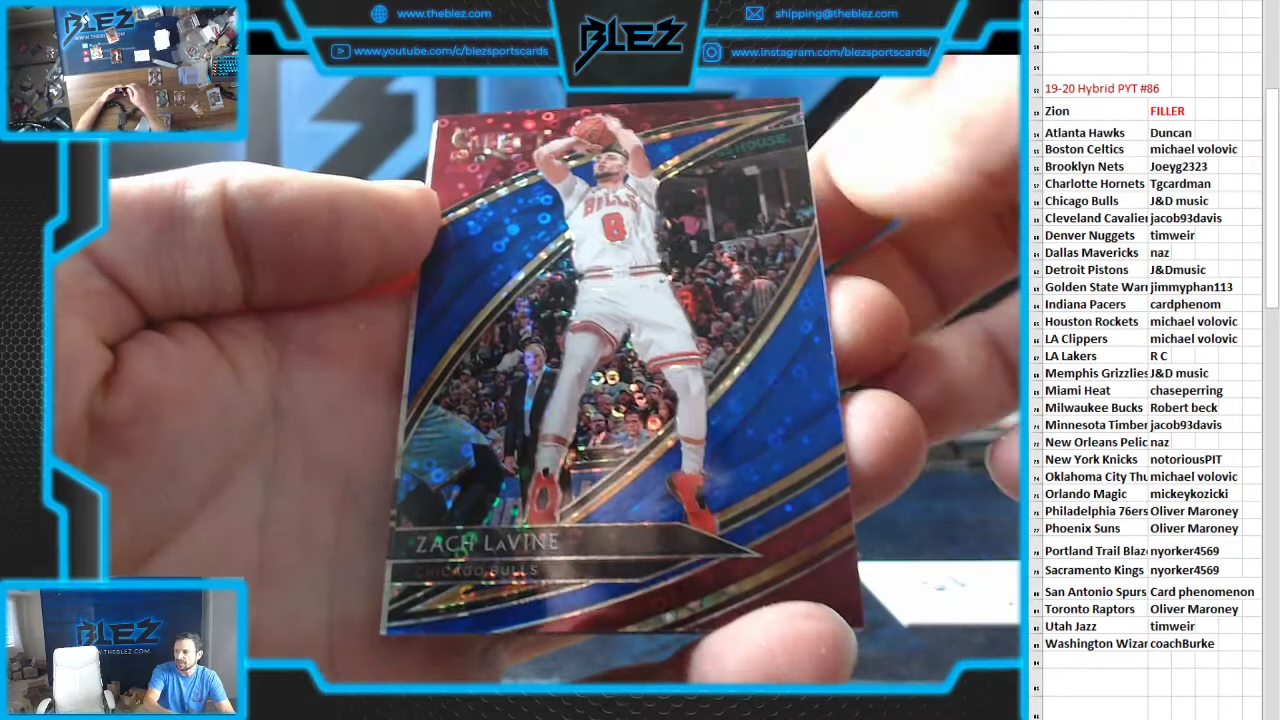 BLEZ
www.theblez.com
BLEZ
shipping@theblez.com
www.youtube.com/c/blezsportscards
www.instagram.com/blezsportscards/
BULLS
8
ZACH LaVINE
CHICAGO BULLS
BLEZ
WWW.THEBLEZ.COM
19-20 Hybrid PYT #86
Zion FILLER
Atlanta Hawks Duncan
Boston Celtics michael volovic
Brooklyn Nets Joeyg2323
Charlotte Hornets Tgcardman
Chicago Bulls J&D music
Cleveland Cavalier jacob93davis
Denver Nuggets timweir
Dallas Mavericks naz
Detroit Pistons J&Dmusic
Golden State Warr jimmyphan113
Indiana Pacers cardphenom
Houston Rockets michael volovic
LA Clippers michael volovic
LA Lakers R C
Memphis Grizzlies J&D music
Miami Heat chaseperring
Milwaukee Bucks Robert beck
Minnesota Timber jacob93davis
New Orleans Pelic naz
New York Knicks notoriousPIT
Oklahoma City Thu michael volovic
Orlando Magic mickeykozicki
Philadelphia 76ers Oliver Maroney
Phoenix Suns Oliver Maroney
Portland Trail Blaz nyorker4569
Sacramento Kings nyorker4569
San Antonio Spurs Card phenomenon
Toronto Raptors Oliver Maroney
Utah Jazz timweir
Washington Wizar coachBurke